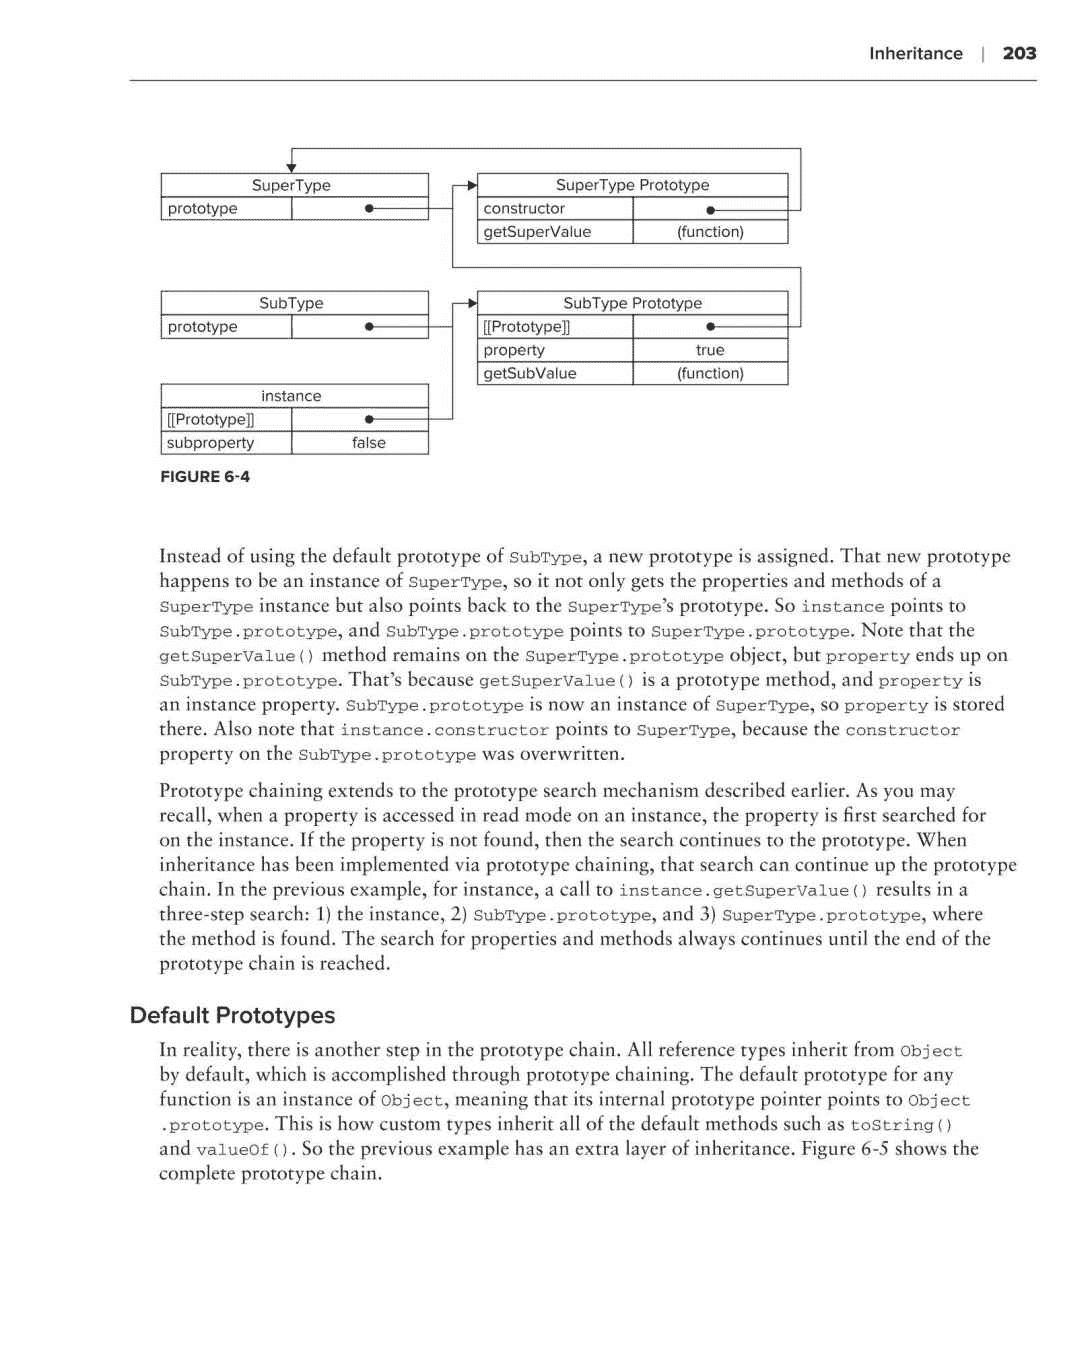 Inheritance | 203
SuperType
prototype
SuperType Prototype
constructor
getSuperValue (function)
SubType
prototype
SubType Prototype
[[Prototype]]
property true
getSubValue (function)
instance
[[Prototype]]
subproperty false
FIGURE 6-4
Instead of using the default prototype of SubType, a new prototype is assigned. That new prototype
happens to be an instance of SuperType, so it not only gets the properties and methods of a
SuperType instance but also points back to the SuperType’s prototype. So instance points to
SubType.prototype, and SubType.prototype points to SuperType.prototype. Note that the
getSuperValue() method remains on the SuperType.prototype object, but property ends up on
SubType.prototype. That’s because getSuperValue() is a prototype method, and property is
an instance property. SubType.prototype is now an instance of SuperType, so property is stored
there. Also note that instance.constructor points to SuperType, because the constructor
property on the SubType.prototype was overwritten.
Prototype chaining extends to the prototype search mechanism described earlier. As you may
recall, when a property is accessed in read mode on an instance, the property is first searched for
on the instance. If the property is not found, then the search continues to the prototype. When
inheritance has been implemented via prototype chaining, that search can continue up the prototype
chain. In the previous example, for instance, a call to instance.getSuperValue() results in a
three-step search: 1) the instance, 2) SubType.prototype, and 3) SuperType.prototype, where
the method is found. The search for properties and methods always continues until the end of the
prototype chain is reached.
Default Prototypes
In reality, there is another step in the prototype chain. All reference types inherit from Object
by default, which is accomplished through prototype chaining. The default prototype for any
function is an instance of Object, meaning that its internal prototype pointer points to Object
.prototype. This is how custom types inherit all of the default methods such as toString()
and valueOf(). So the previous example has an extra layer of inheritance. Figure 6-5 shows the
complete prototype chain.